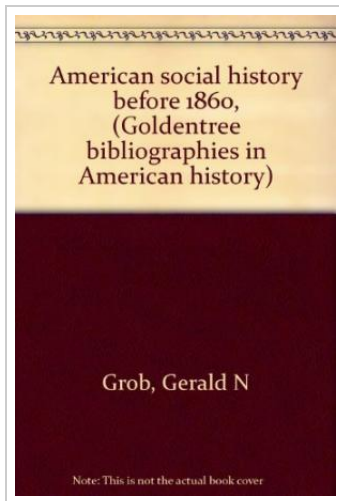 American social history
before 1860,
(Goldentree
bibliographies in
American history)
Grob, Gerald N
Note: This is not the actual book cover